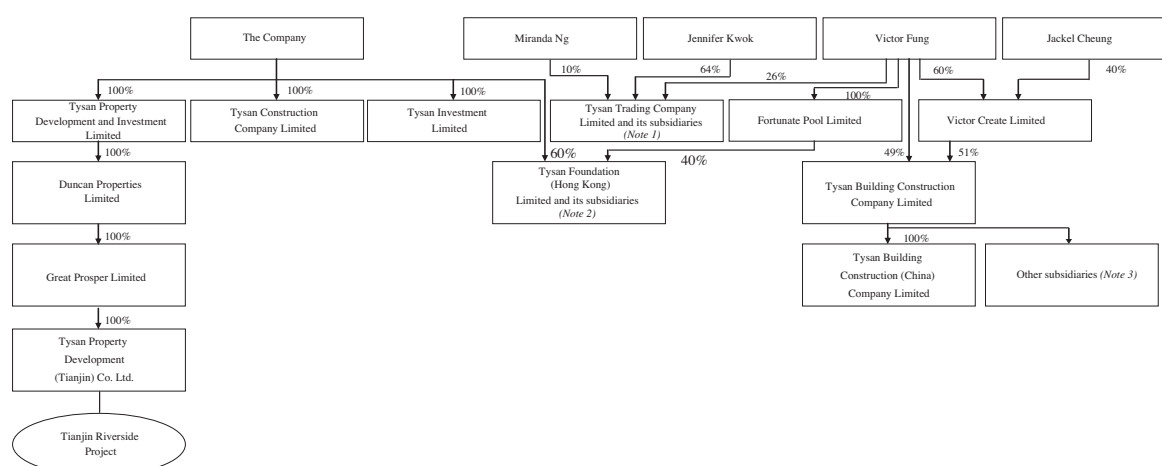 The Company
Miranda Ng
Jennifer Kwok
Victor Fung
Jackel Cheung
10%
64%
26%
60%
40%
100%
100%
100%
100%
Tysan Property
Development and Investment
Limited
Tysan Construction
Company Limited
Tysan Investment
Limited
Tysan Trading Company
Limited and its subsidiaries
(Note 1)
Fortunate Pool Limited
Victor Create Limited
100%
60%
40%
49%
51%
Duncan Properties
Limited
Tysan Foundation
(Hong Kong)
Limited and its subsidiaries
(Note 2)
Tysan Building Construction
Company Limited
100%
100%
Great Prosper Limited
Tysan Building
Construction (China)
Company Limited
Other subsidiaries (Note 3)
100%
Tysan Property
Development
(Tianjin) Co. Ltd.
Tianjin Riverside
Project